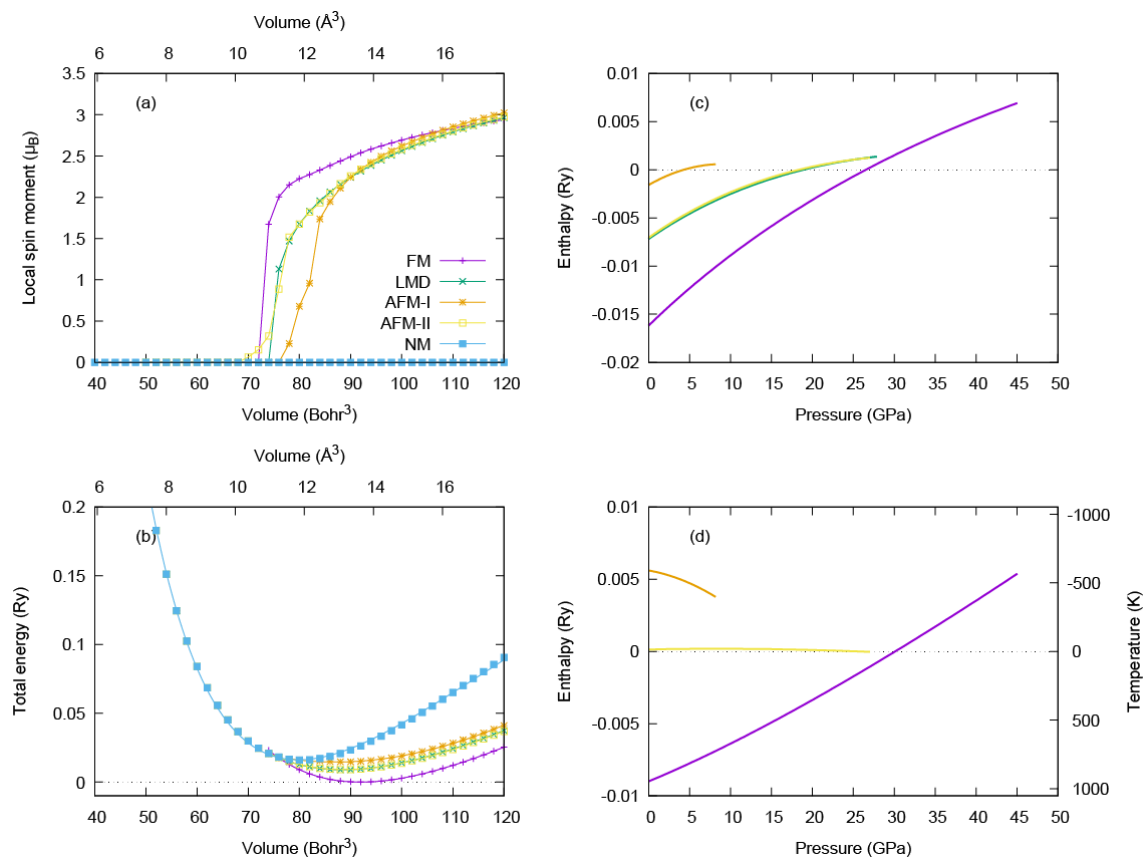 Volume (Å³)
6 8 10 12 14 16
3.5
3
2.5
2
1.5
1
0.5
0
Local spin moment (μB)
(a)
FM
LMD
AFM-I
AFM-II
NM
40 50 60 70 80 90 100 110 120
Volume (Bohr³)
0.01
0.005
0
-0.005
-0.01
-0.015
-0.02
Enthalpy (Ry)
(c)
0 5 10 15 20 25 30 35 40 45 50
Pressure (GPa)
Volume (Å³)
6 8 10 12 14 16
0.2
0.15
0.1
0.05
0
Total energy (Ry)
(b)
40 50 60 70 80 90 100 110 120
Volume (Bohr³)
0.01
0.005
0
-0.005
-0.01
Enthalpy (Ry)
(d)
-1000
-500
0
500
1000
Temperature (K)
0 5 10 15 20 25 30 35 40 45 50
Pressure (GPa)